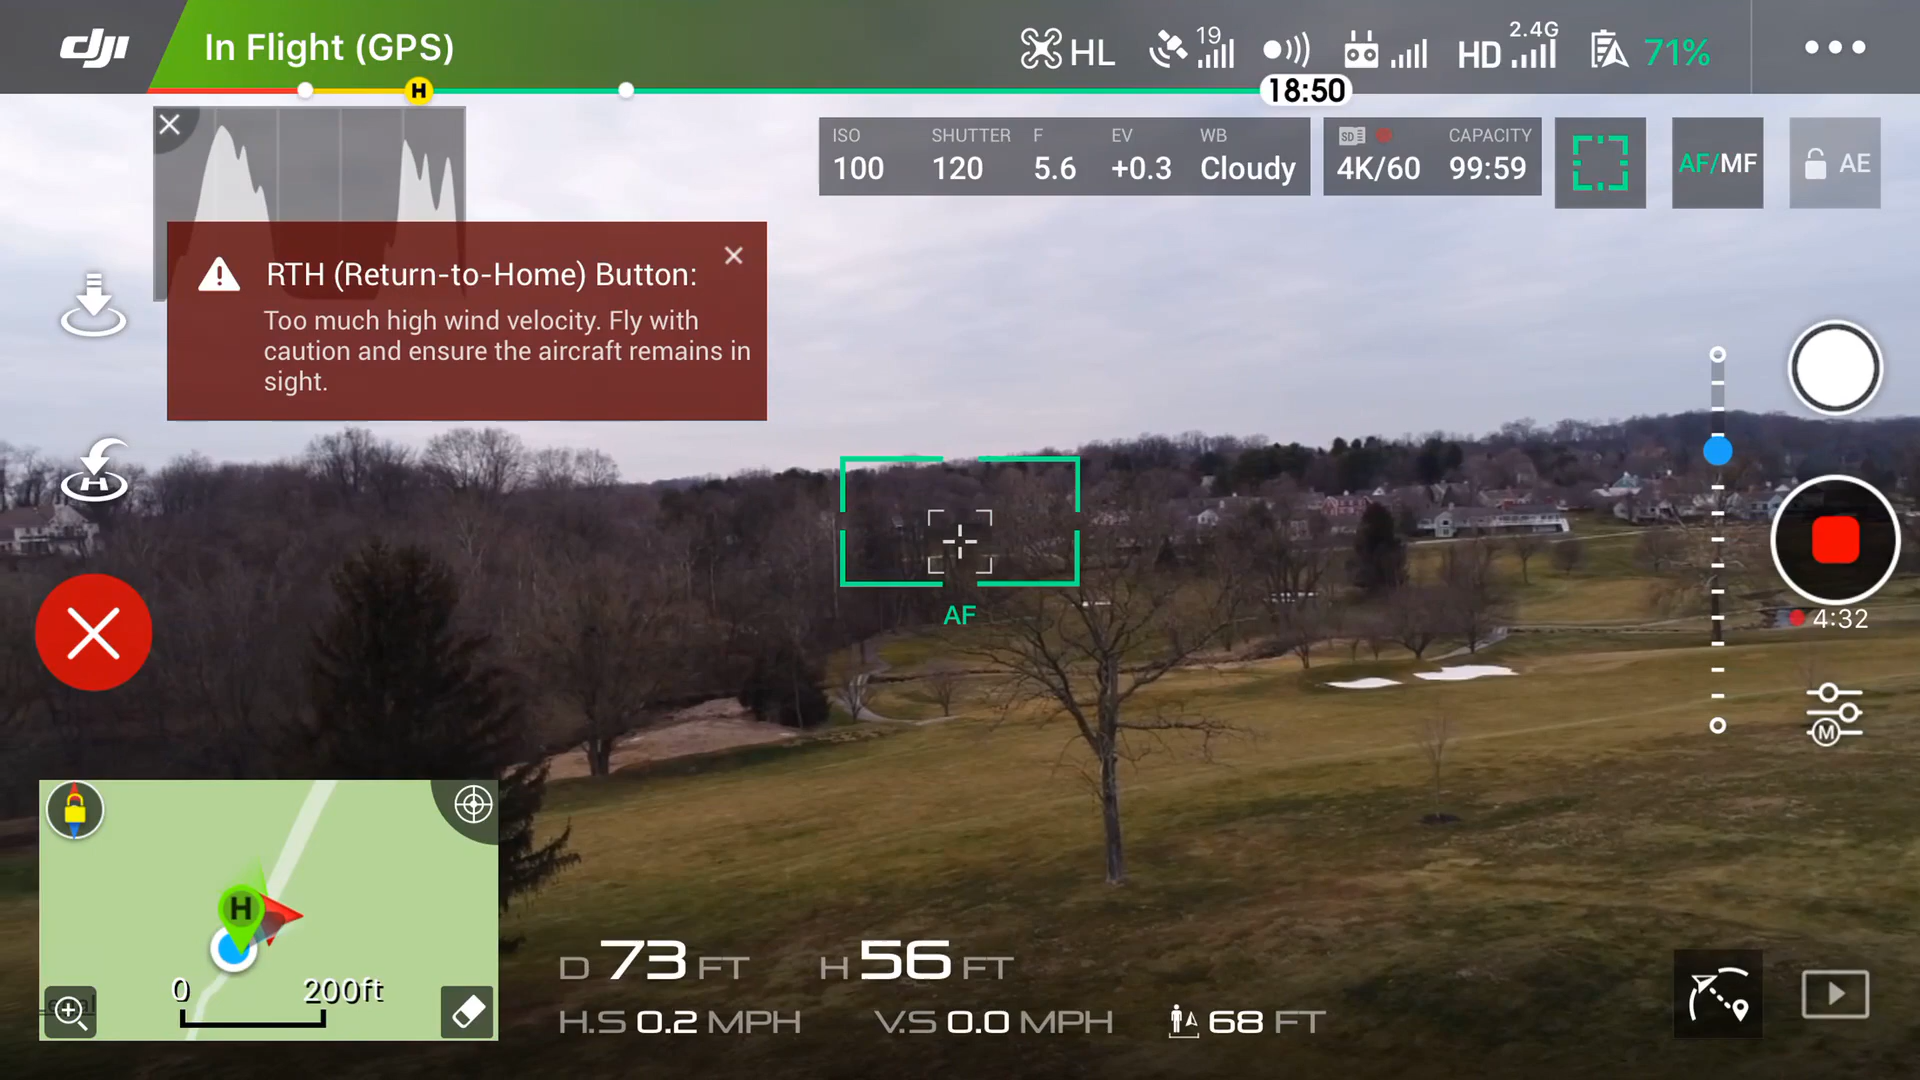 dji In Flight (GPS) HL 19 HD 2.4G 71%
H 18:50
ISO SHUTTER F EV WB CAPACITY
100 120 5.6 +0.3 Cloudy 4K/60 99:59 AF/MF AE
SD
RTH (Return-to-Home) Button:
Too much high wind velocity. Fly with
caution and ensure the aircraft remains in
sight.
H
AF
4:32
M
H
0 200ft
D 73 FT H 56 FT
H.S 0.2 MPH V.S 0.0 MPH 68 FT